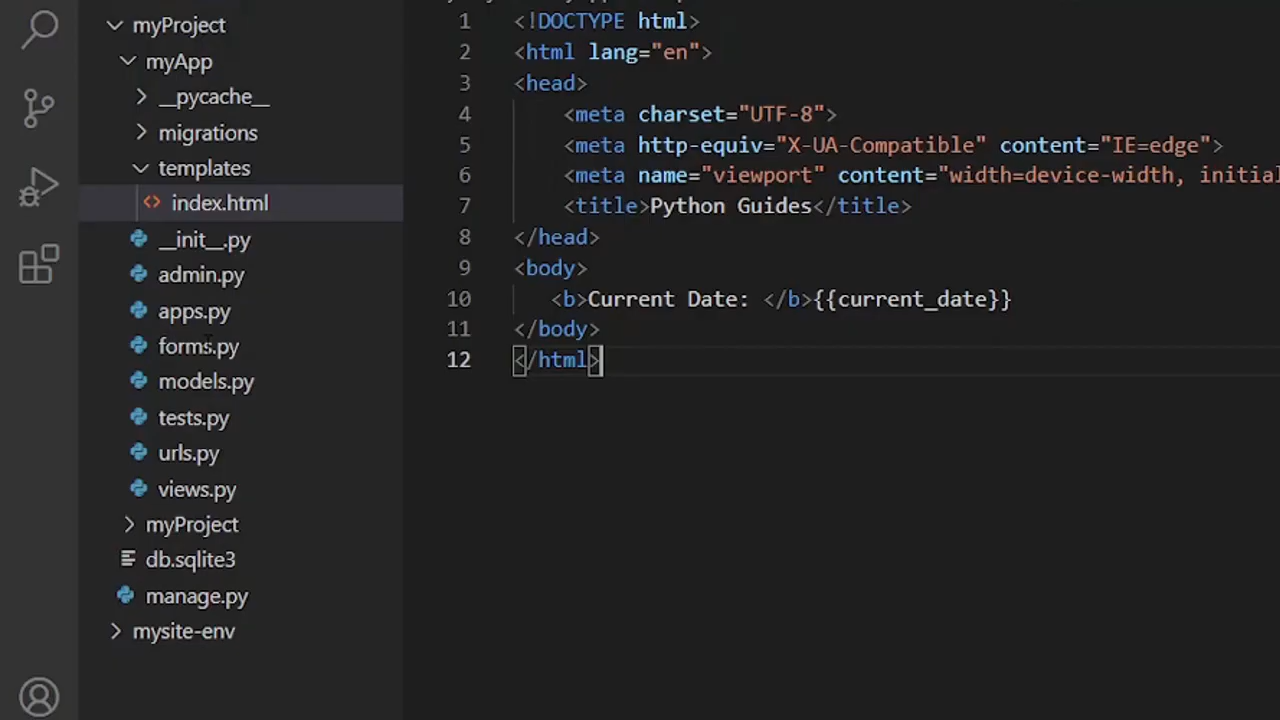 myProject
myApp
__pycache__
migrations
templates
index.html
__init__.py
admin.py
apps.py
forms.py
models.py
tests.py
urls.py
views.py
myProject
db.sqlite3
manage.py
mysite-env
1 <!DOCTYPE html>
2 <html lang="en">
3 <head>
4 <meta charset="UTF-8">
5 <meta http-equiv="X-UA-Compatible" content="IE=edge">
6 <meta name="viewport" content="width=device-width, initial
7 <title>Python Guides</title>
8 </head>
9 <body>
10 <b>Current Date: </b>{{current_date}}
11 </body>
12 </html>